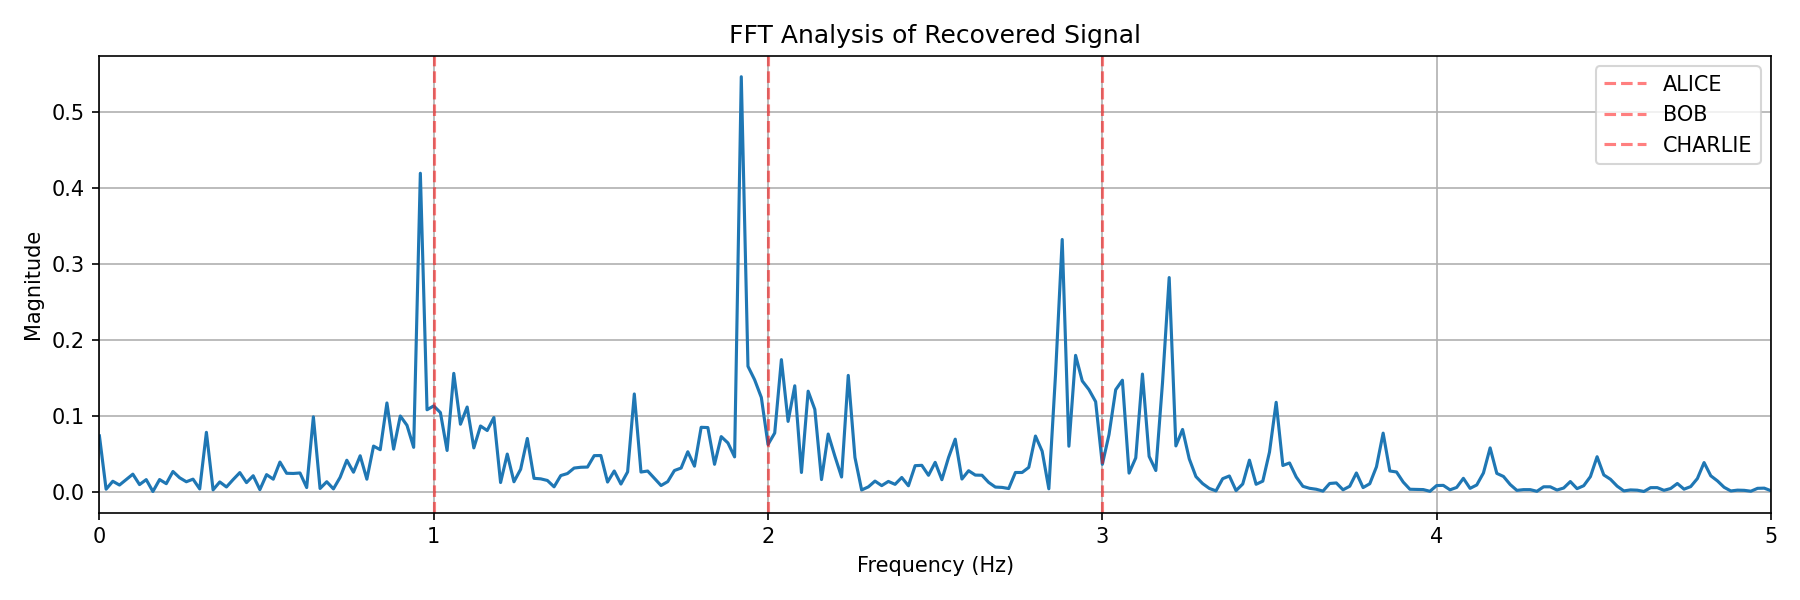 FFT Analysis of Recovered Signal
ALICE
BOB
CHARLIE
Magnitude
0.5
0.4
0.3
0.2
0.1
0.0
0 1 2 3 4 5
Frequency (Hz)